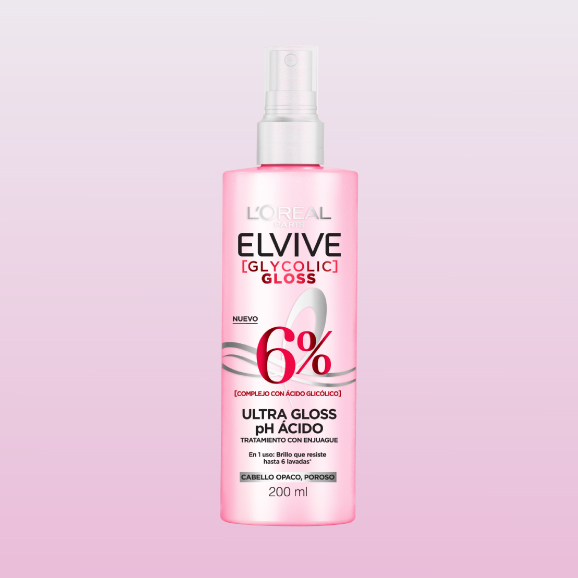 L'ORÉAL
PARIS
ELVIVE
[GLYCOLIC]
GLOSS
NUEVO
6%
[COMPLEJO CON ÁCIDO GLICÓLICO]
ULTRA GLOSS
pH ÁCIDO
TRATAMIENTO CON ENJUAGUE
En 1 uso: Brillo que resiste
hasta 6 lavadas*
CABELLO OPACO, POROSO
200 ml